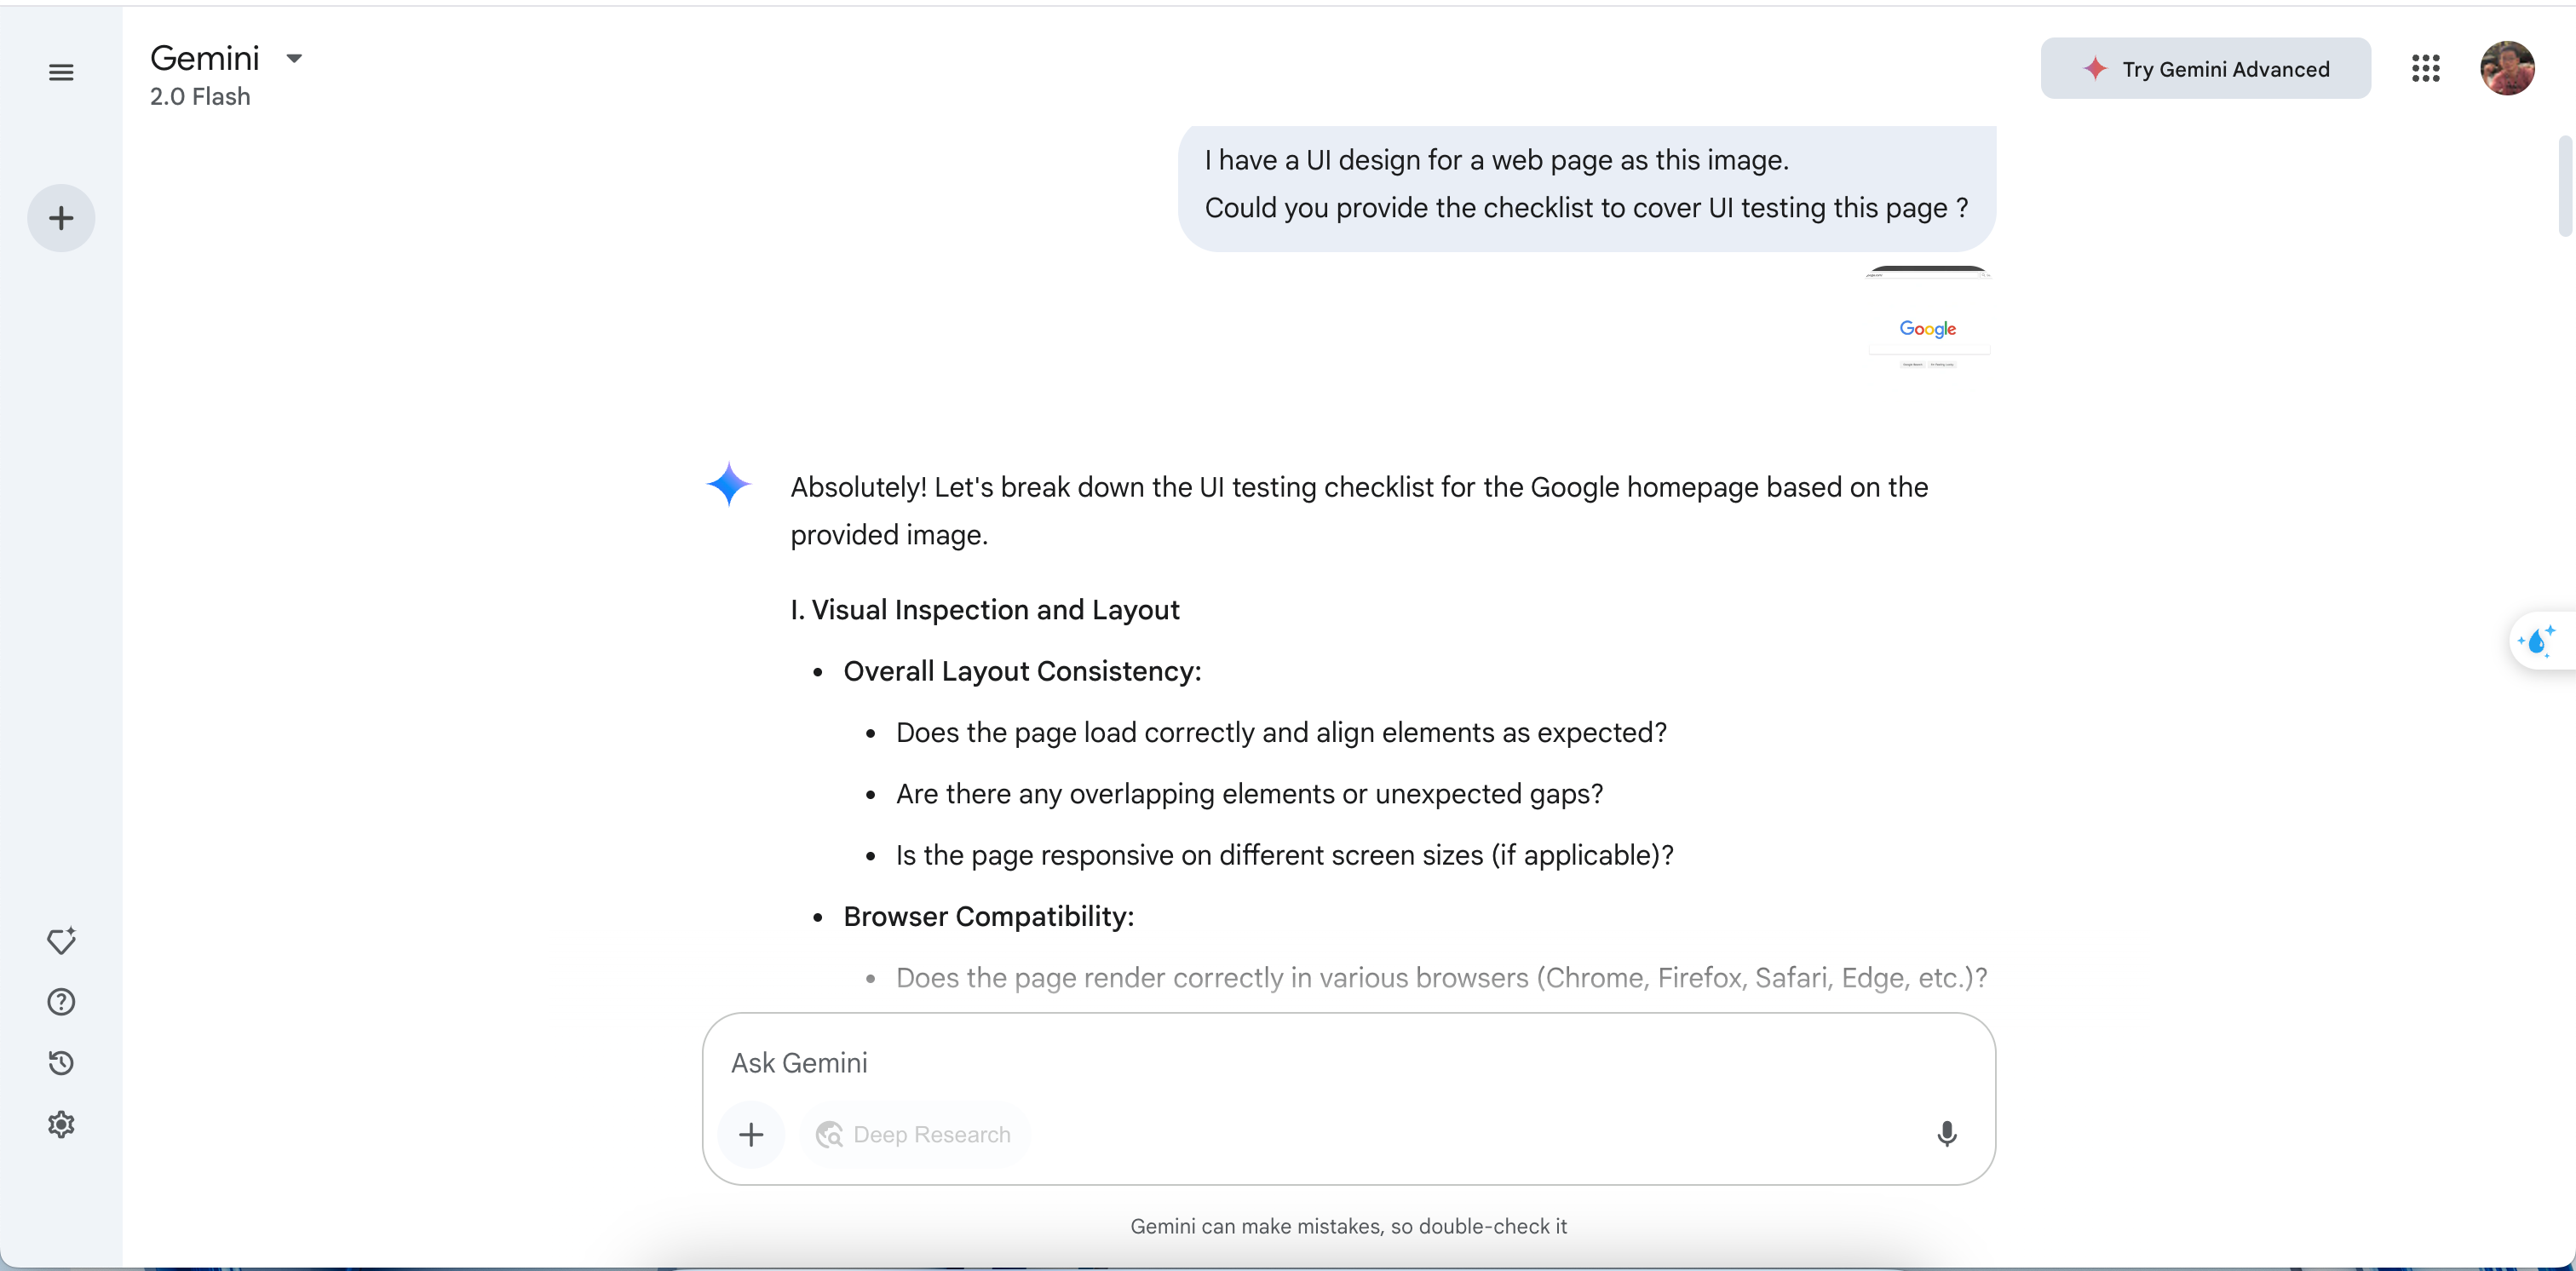 Gemini
2.0 Flash
Try Gemini Advanced
I have a UI design for a web page as this image.
Could you provide the checklist to cover UI testing this page ?
Google
Absolutely! Let's break down the UI testing checklist for the Google homepage based on the
provided image.
I. Visual Inspection and Layout
• Overall Layout Consistency:
• Does the page load correctly and align elements as expected?
• Are there any overlapping elements or unexpected gaps?
• Is the page responsive on different screen sizes (if applicable)?
• Browser Compatibility:
• Does the page render correctly in various browsers (Chrome, Firefox, Safari, Edge, etc.)?
Ask Gemini
Deep Research
Gemini can make mistakes, so double-check it